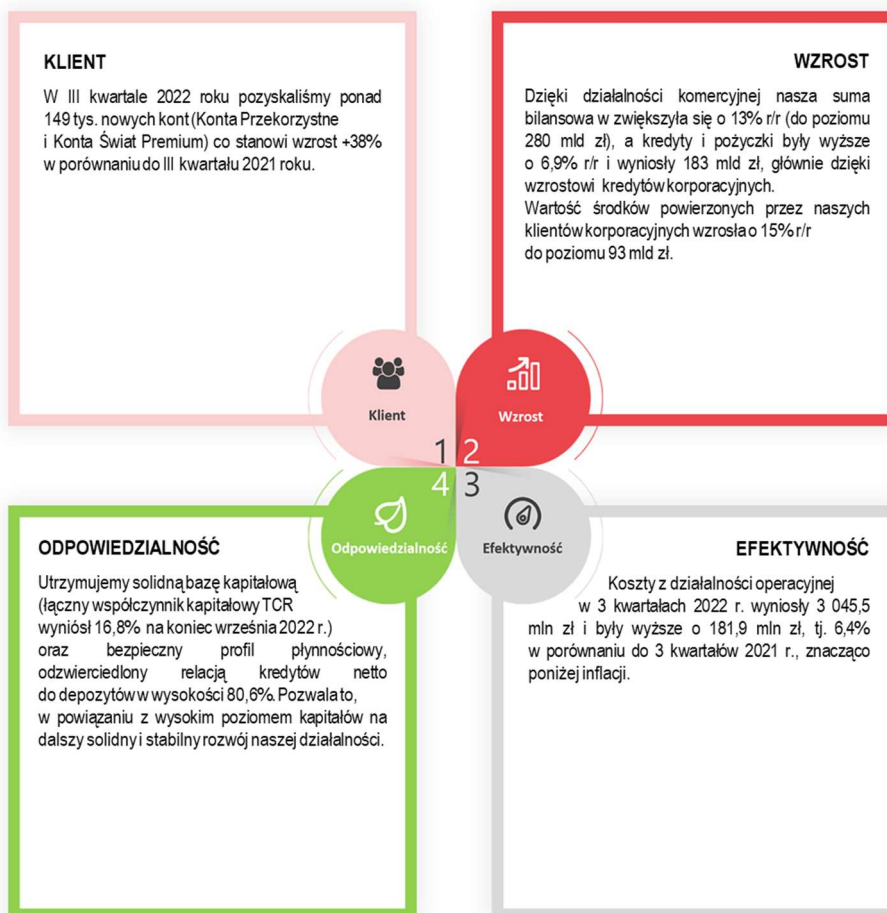 KLIENT
W III kwartale 2022 roku pozyskaliśmy ponad
149 tys. nowych kont (Konta Przekorzystne
i Konta Świat Premium) co stanowi wzrost +38%
w porównaniu do III kwartału 2021 roku.
WZROST
Dzięki działalności komercyjnej nasza suma
bilansowa w zwiększyła się o 13% r/r (do poziomu
280 mld zł), a kredyty i pożyczki były wyższe
o 6,9% r/r i wyniosły 183 mld zł, głównie dzięki
wzrostowi kredytów korporacyjnych.
Wartość środków powierzonych przez naszych
klientów korporacyjnych wzrosła o 15% r/r
do poziomu 93 mld zł.
Klient
1
Wzrost
2
4
Odpowiedzialność
3
Efektywność
ODPOWIEDZIALNOŚĆ
Utrzymujemy solidną bazę kapitałową
(łączny współczynnik kapitałowy TCR
wyniósł 16,8% na koniec września 2022 r.)
oraz bezpieczny profil płynnościowy,
odzwierciedlony relacją kredytów netto
do depozytów w wysokości 80,6%. Pozwala to,
w powiązaniu z wysokim poziomem kapitałów na
dalszy solidny i stabilny rozwój naszej działalności.
EFEKTYWNOŚĆ
Koszty z działalności operacyjnej
w 3 kwartałach 2022 r. wyniosły 3 045,5
mln zł i były wyższe o 181,9 mln zł, tj. 6,4%
w porównaniu do 3 kwartałów 2021 r., znacząco
poniżej inflacji.